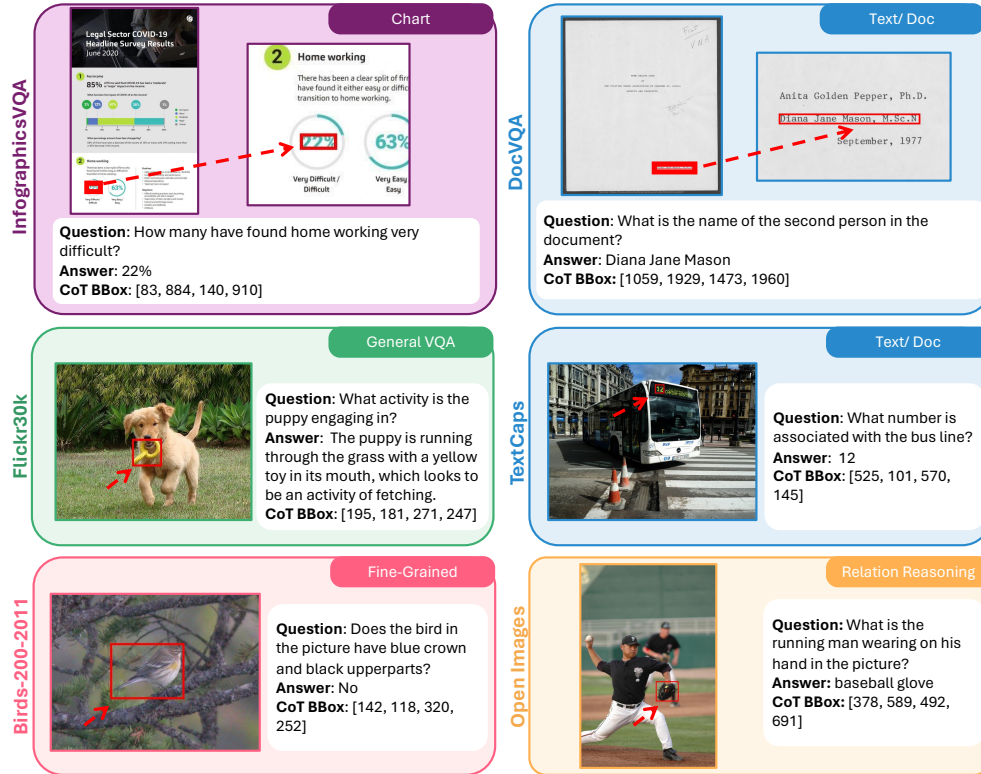 Chart
InfographicsVQA
Legal Sector COVID-19
Headline Survey Results
June 2020
1
85%
2
Home working
63%
2
Home working
There has been a clear split of fir
have found it either easy or diffic
transition to home working.
22%
63%
Very Difficult /
Difficult
Very Easy
Easy
Question: How many have found home working very
difficult?
Answer: 22%
CoT BBox: [83, 884, 140, 910]
Text/ Doc
DocVQA
First
VNA
Anita Golden Pepper, Ph.D.
Diana Jane Mason, M.Sc.N
September, 1977
Question: What is the name of the second person in the
document?
Answer: Diana Jane Mason
CoT BBox: [1059, 1929, 1473, 1960]
General VQA
Flickr30k
Question: What activity is the
puppy engaging in?
Answer: The puppy is running
through the grass with a yellow
toy in its mouth, which looks to
be an activity of fetching.
CoT BBox: [195, 181, 271, 247]
Text/ Doc
TextCaps
12
Question: What number is
associated with the bus line?
Answer: 12
CoT BBox: [525, 101, 570,
145]
Fine-Grained
Birds-200-2011
Question: Does the bird in
the picture have blue crown
and black upperparts?
Answer: No
CoT BBox: [142, 118, 320,
252]
Relation Reasoning
Open Images
Question: What is the
running man wearing on his
hand in the picture?
Answer: baseball glove
CoT BBox: [378, 589, 492,
691]